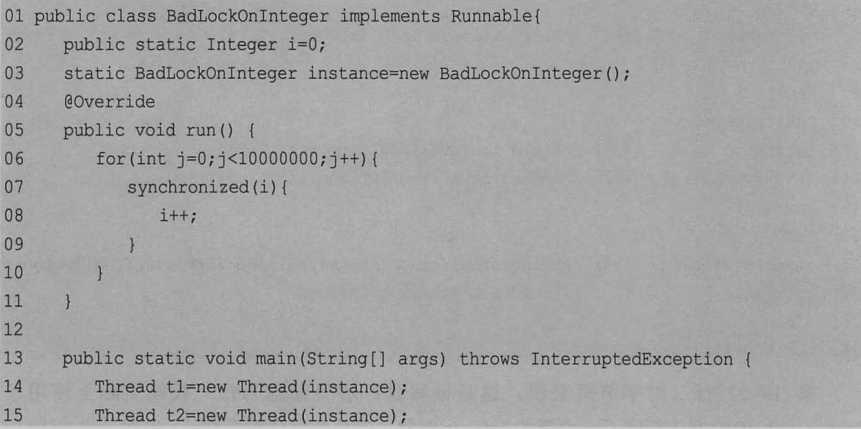 01 public class BadLockOnInteger implements Runnable{
02    public static Integer i=0;
03    static BadLockOnInteger instance=new BadLockOnInteger();
04    @Override
05    public void run() {
06       for(int j=0;j<10000000;j++){
07          synchronized(i){
08             i++;
09          }
10       }
11    }
12
13    public static void main(String[] args) throws InterruptedException {
14       Thread t1=new Thread(instance);
15       Thread t2=new Thread(instance);